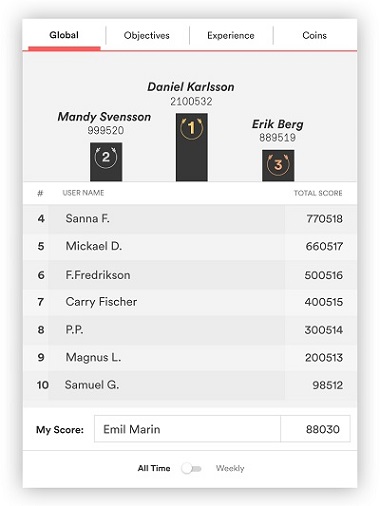 Global Objectives Experience Coins
Daniel Karlsson
2100532
Mandy Svensson
999520
Erik Berg
889519
1
2
3
# USER NAME TOTAL SCORE
4 Sanna F. 770518
5 Mickael D. 660517
6 F.Fredrikson 500516
7 Carry Fischer 400515
8 P.P. 300514
9 Magnus L. 200513
10 Samuel G. 98512
My Score: Emil Marin 88030
All Time Weekly